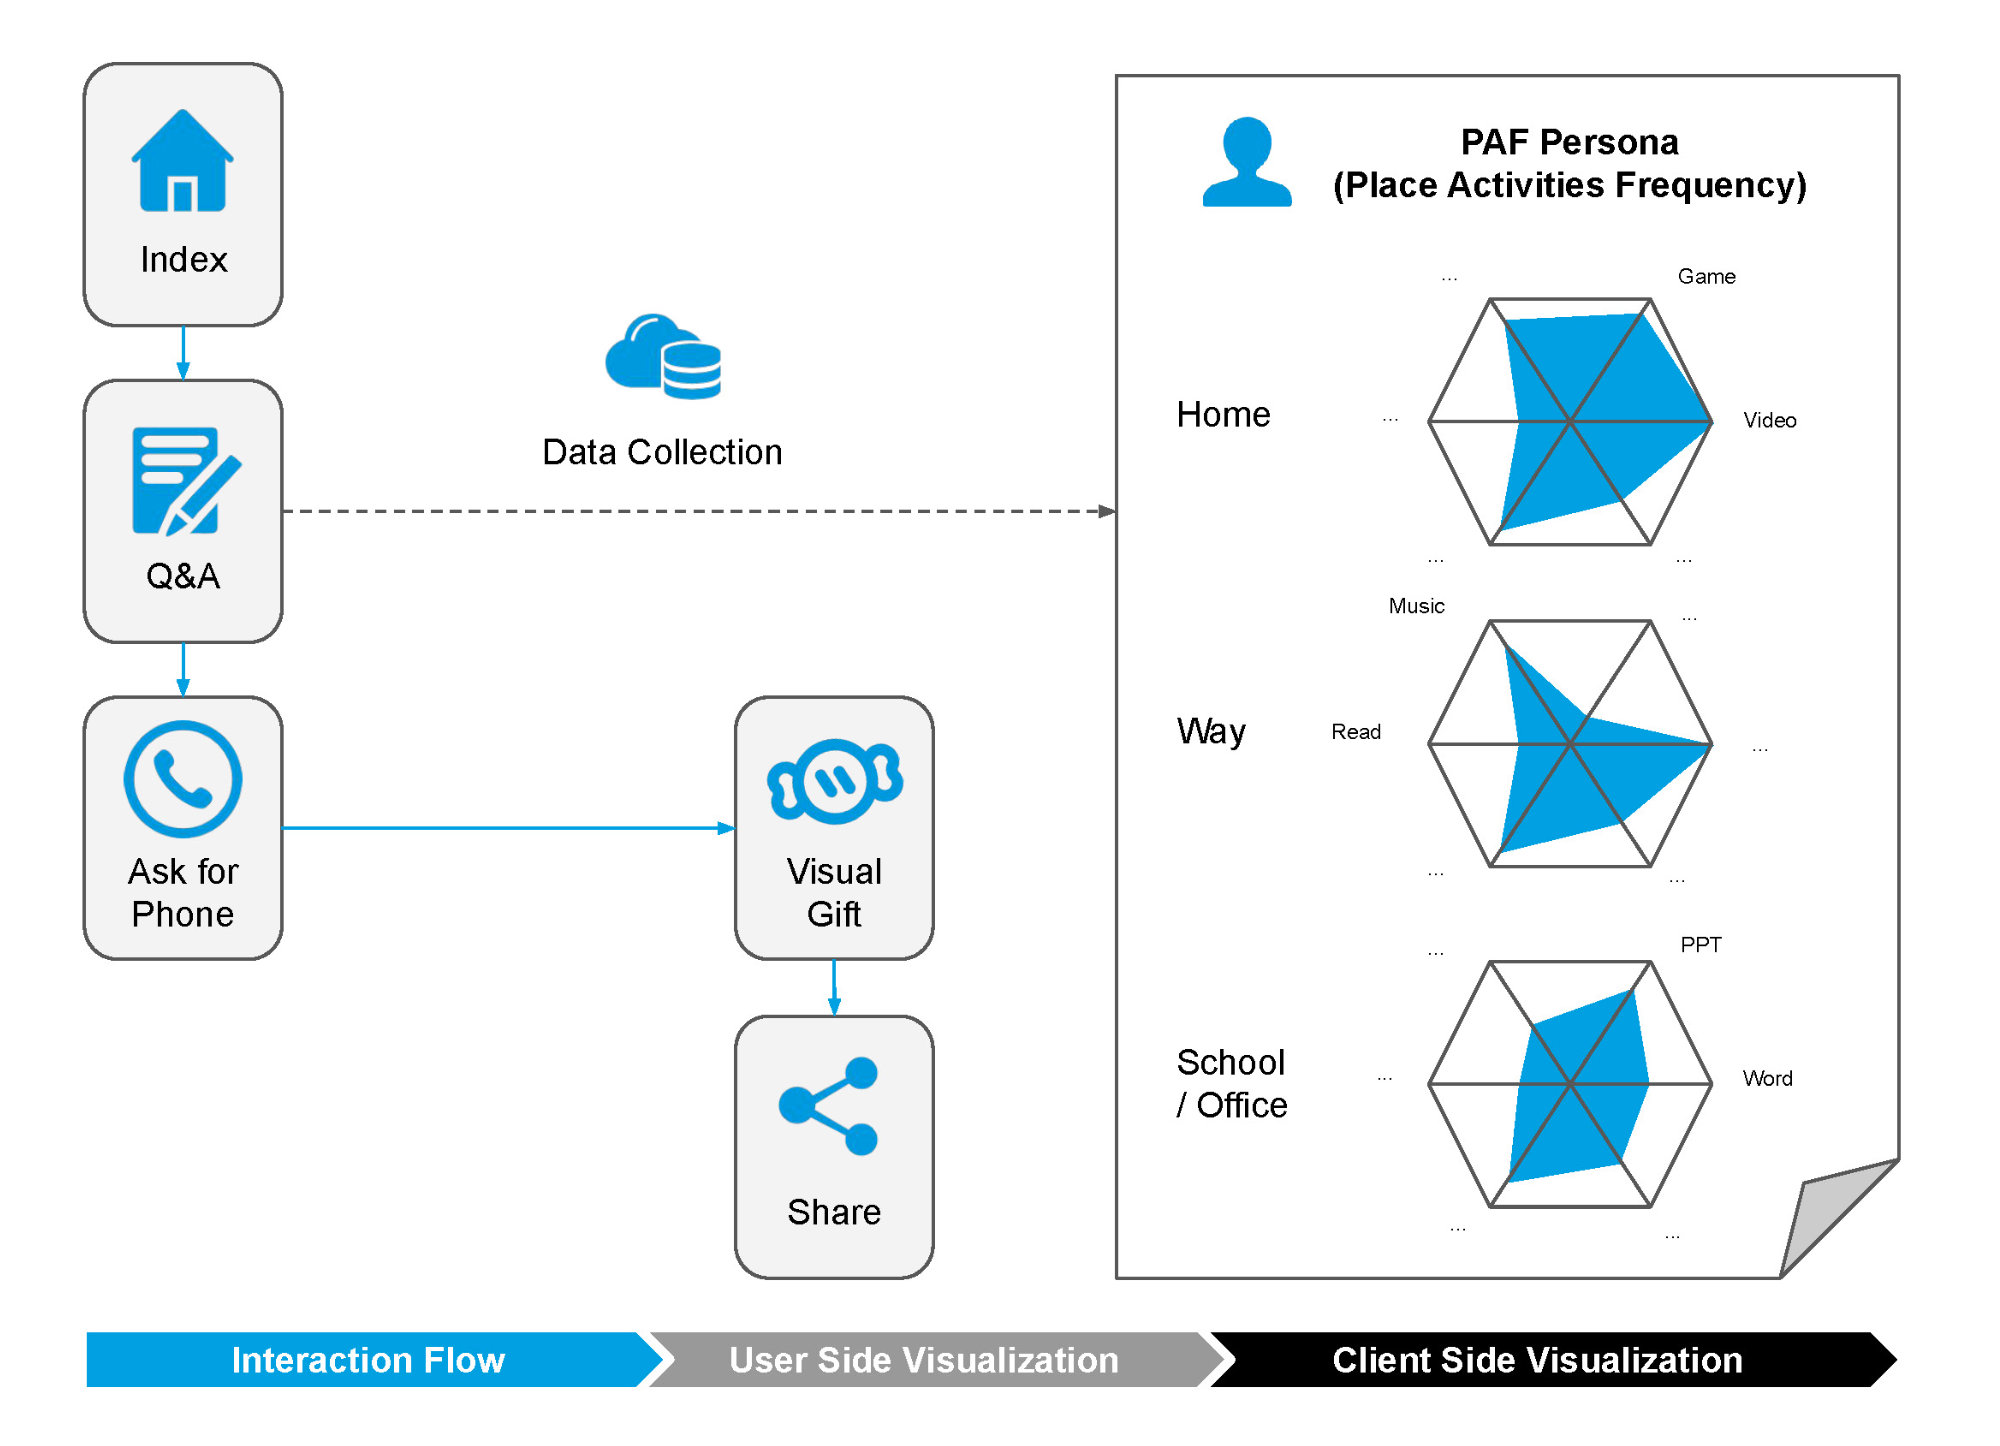 Index
Q&A
Ask for
Phone
Data Collection
Visual
Gift
Share
PAF Persona
(Place Activities Frequency)
Home
...
Game
...
Video
...
...
Way
Music
...
Read
...
...
...
School
/ Office
...
PPT
...
Word
...
...
Interaction Flow
User Side Visualization
Client Side Visualization